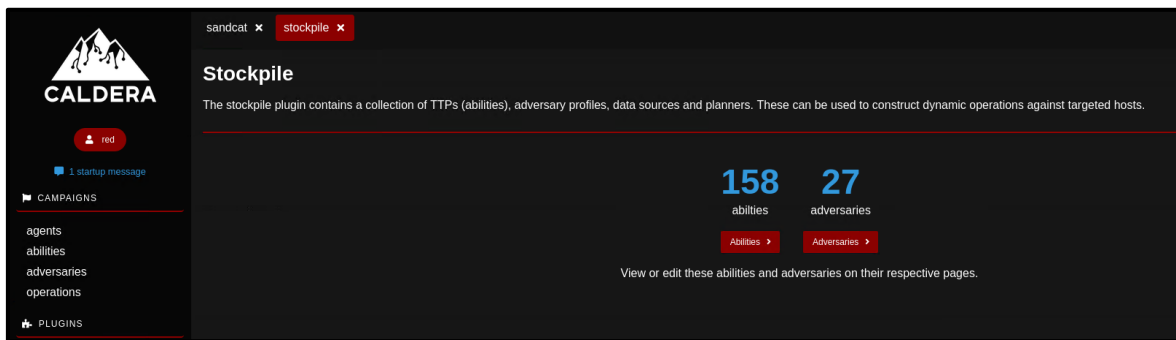 sandcat ×
stockpile ×
CALDERA
red
1 startup message
CAMPAIGNS
agents
abilities
adversaries
operations
PLUGINS
Stockpile
The stockpile plugin contains a collection of TTPs (abilities), adversary profiles, data sources and planners. These can be used to construct dynamic operations against targeted hosts.
158 27
abilties adversaries
Abilities > Adversaries >
View or edit these abilities and adversaries on their respective pages.